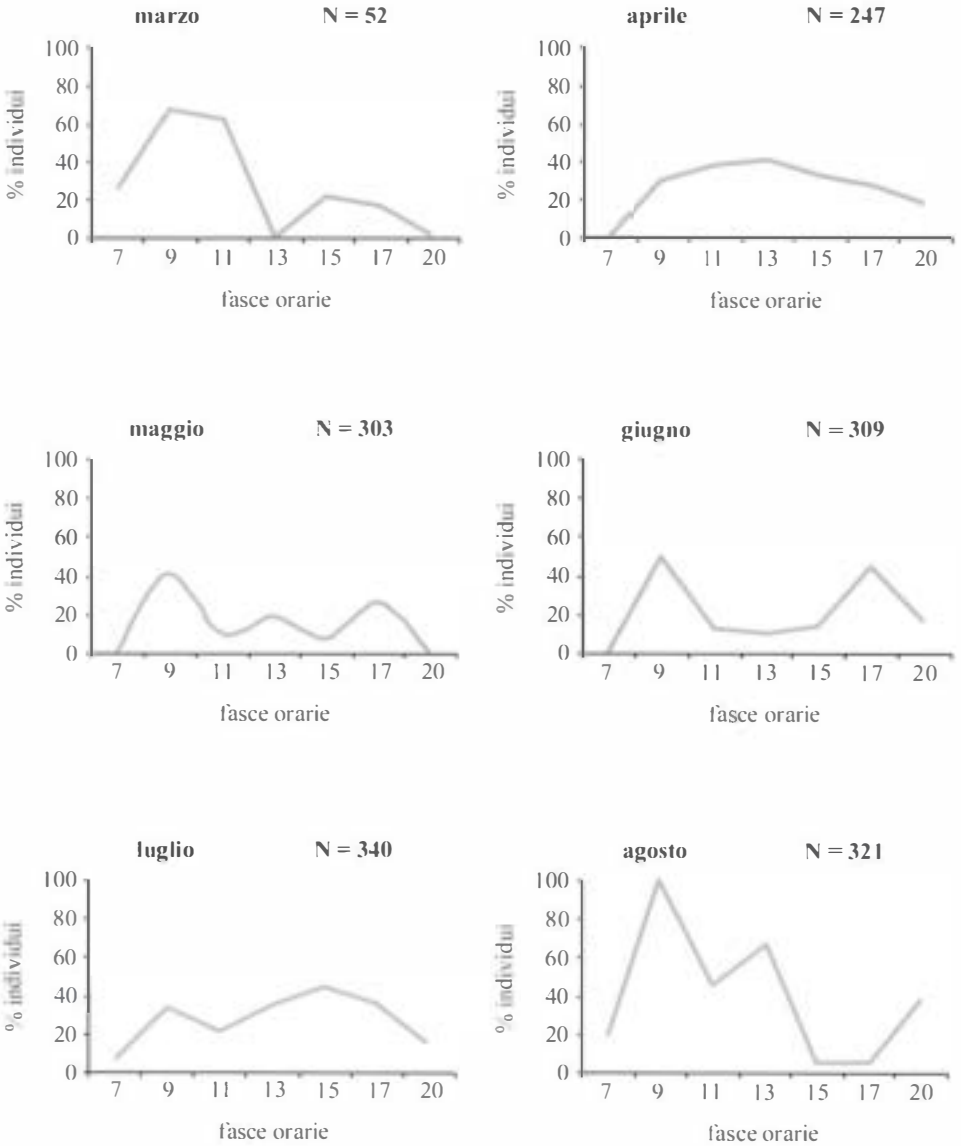 marzo N = 52
100
80
60
40
20
0
% individui
7 9 11 13 15 17 20
fasce orarie
aprile N = 247
100
80
60
40
20
0
% individui
7 9 11 13 15 17 20
fasce orarie
maggio N = 303
100
80
60
40
20
0
% individui
7 9 11 13 15 17 20
fasce orarie
giugno N = 309
100
80
60
40
20
0
% individui
7 9 11 13 15 17 20
fasce orarie
luglio N = 340
100
80
60
40
20
0
% individui
7 9 11 13 15 17 20
fasce orarie
agosto N = 321
100
80
60
40
20
0
% individui
7 9 11 13 15 17 20
fasce orarie